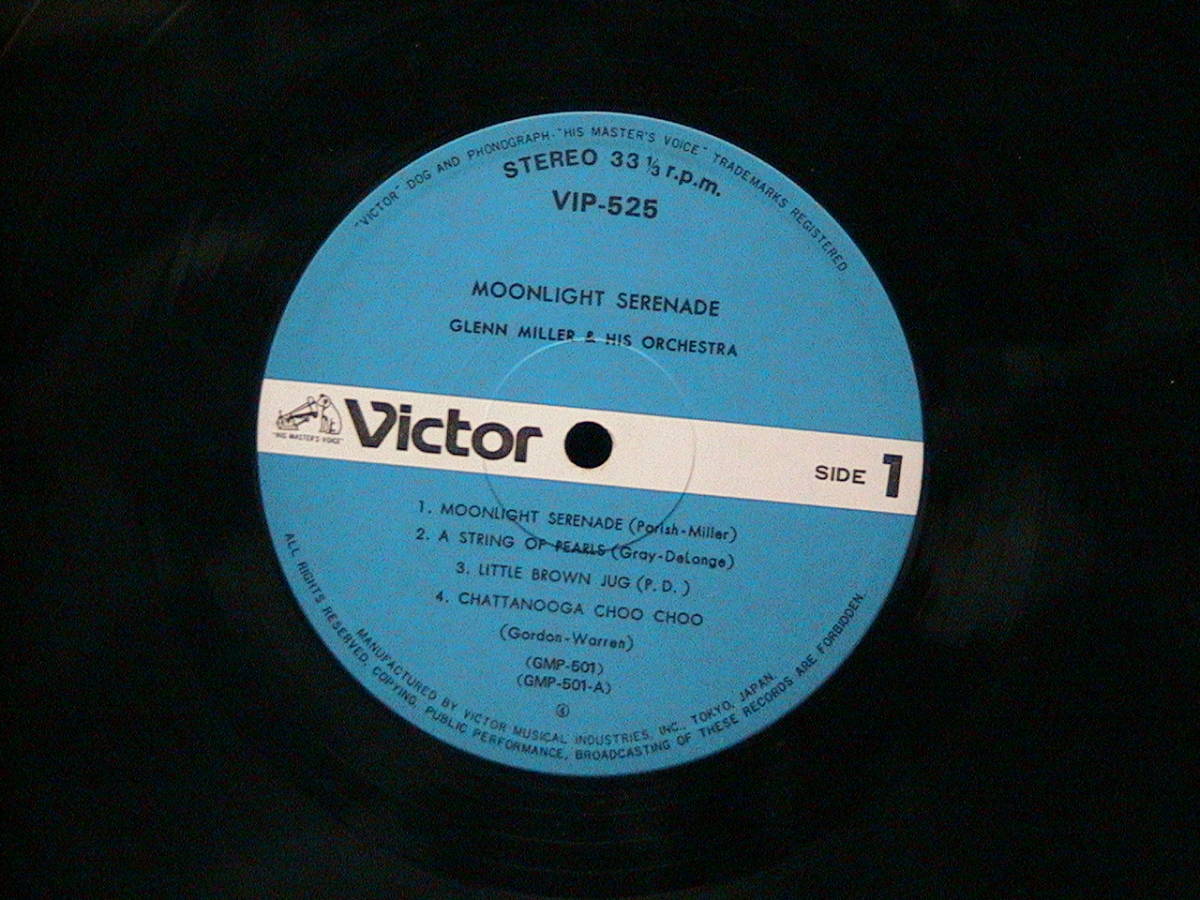 "VICTOR" DOG AND PHONOGRAPH-"HIS MASTER'S VOICE" TRADEMARKS REGISTERED
STEREO 33 ⅓ r.p.m.
VIP-525
MOONLIGHT SERENADE
GLENN MILLER & HIS ORCHESTRA
"HIS MASTER'S VOICE"
Victor
SIDE 1
1. MOONLIGHT SERENADE (Parish-Miller)
2. A STRING OF PEARLS (Gray-DeLange)
3. LITTLE BROWN JUG (P.D.)
4. CHATTANOOGA CHOO CHOO
(Gordon-Warren)
(GMP-501)
(GMP-501-A)
MANUFACTURED BY VICTOR MUSICAL INDUSTRIES, INC., TOKYO, JAPAN.
ALL RIGHTS RESERVED. COPYING, PUBLIC PERFORMANCE, BROADCASTING OF THESE RECORDS ARE FORBIDDEN.